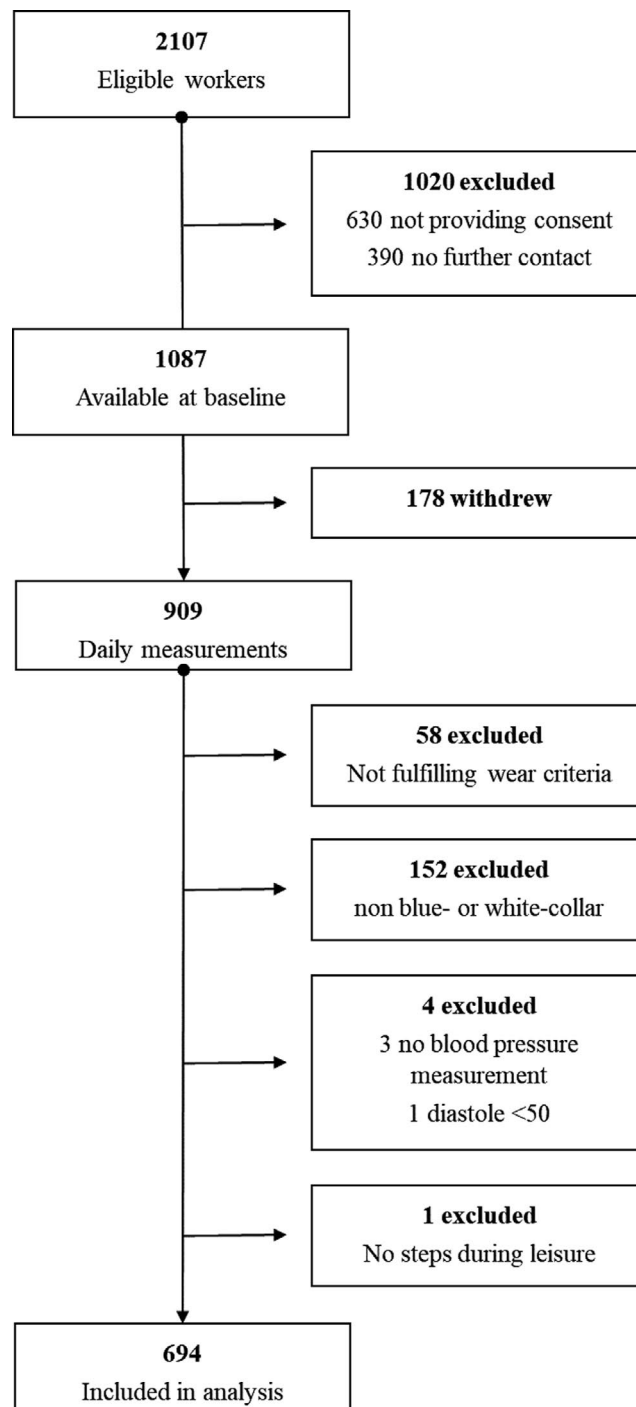 2107
Eligible workers
1020 excluded
630 not providing consent
390 no further contact
1087
Available at baseline
178 withdrew
909
Daily measurements
58 excluded
Not fulfilling wear criteria
152 excluded
non blue- or white-collar
4 excluded
3 no blood pressure
measurement
1 diastole <50
1 excluded
No steps during leisure
694
Included in analysis